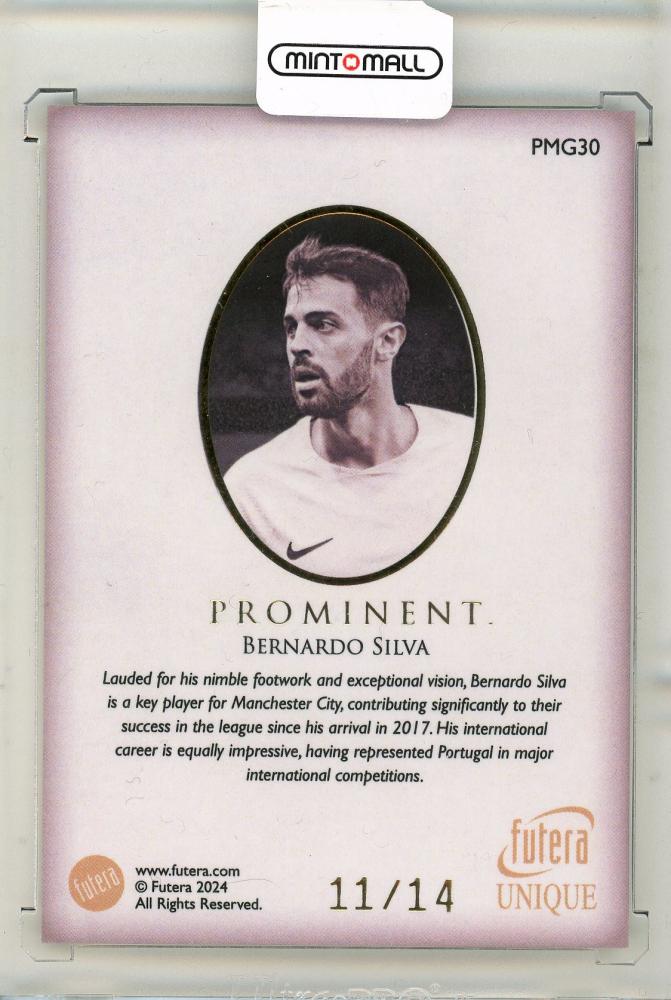 MINTOMALL
PMG30
PROMINENT.
BERNARDO SILVA
Lauded for his nimble footwork and exceptional vision, Bernardo Silva
is a key player for Manchester City, contributing significantly to their
success in the league since his arrival in 2017. His international
career is equally impressive, having represented Portugal in major
international competitions.
futera
www.futera.com
© Futera 2024
All Rights Reserved.
11/14
futera
UNIQUE